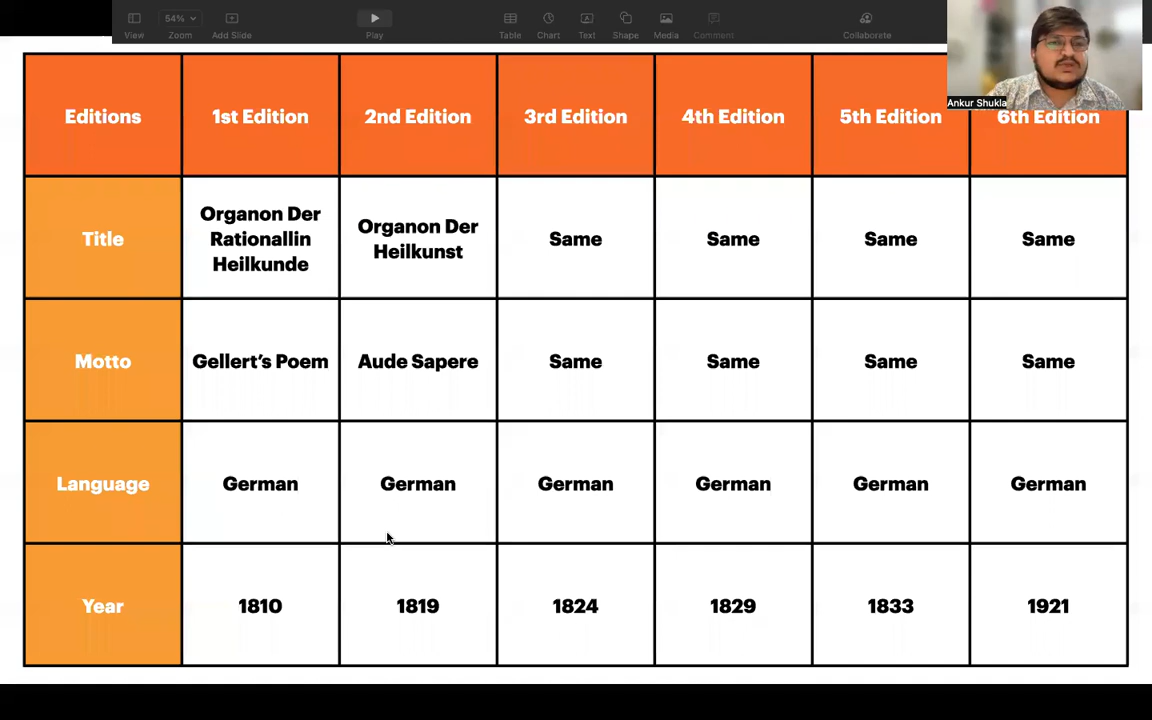 54%
View
Zoom
Add Slide
Play
Table
Chart
Text
Shape
Media
Comment
Collaborate
Ankur Shukla
Editions
1st Edition
2nd Edition
3rd Edition
4th Edition
5th Edition
6th Edition
Title
Organon Der
Rationallin
Heilkunde
Organon Der
Heilkunst
Same
Same
Same
Same
Motto
Gellert’s Poem
Aude Sapere
Same
Same
Same
Same
Language
German
German
German
German
German
German
Year
1810
1819
1824
1829
1833
1921